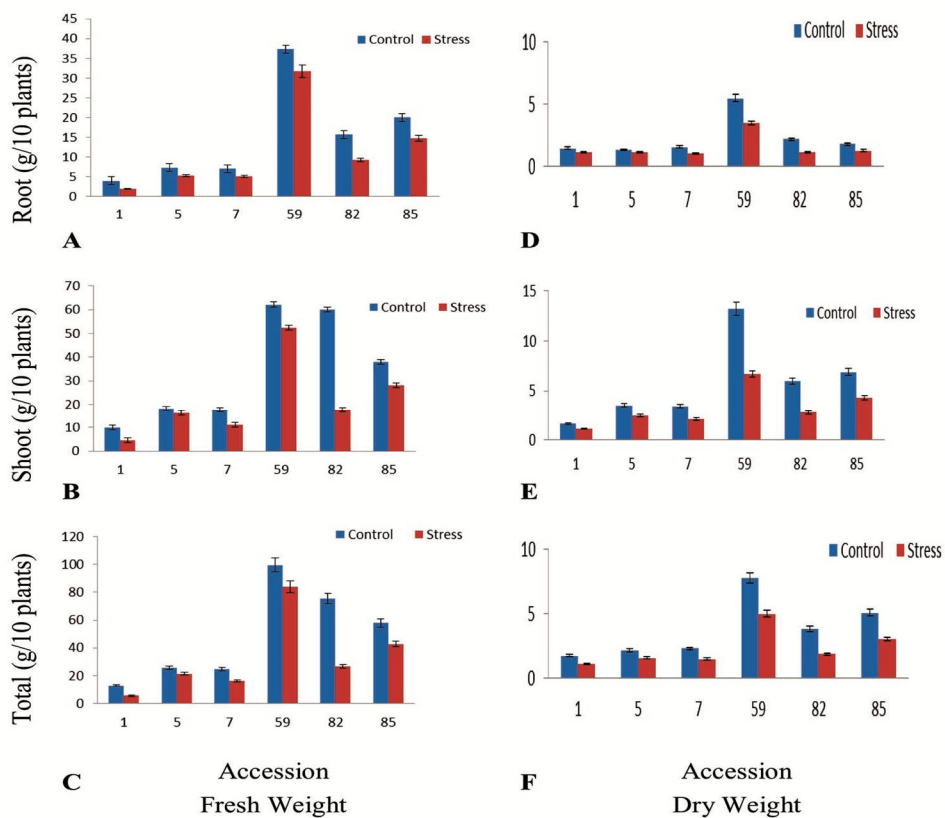 45
40
35
30
25
20
15
10
5
0
Control Stress
Root (g/10 plants)
1 5 7 59 82 85
A
10
5
0
Control Stress
1 5 7 59 82 85
D
70
60
50
40
30
20
10
0
Control Stress
Shoot (g/10 plants)
1 5 7 59 82 85
B
15
10
5
0
Control Stress
1 5 7 59 82 85
E
120
100
80
60
40
20
0
Control Stress
Total (g/10 plants)
1 5 7 59 82 85
C
Accession
Fresh Weight
10
5
0
Control Stress
1 5 7 59 82 85
F
Accession
Dry Weight